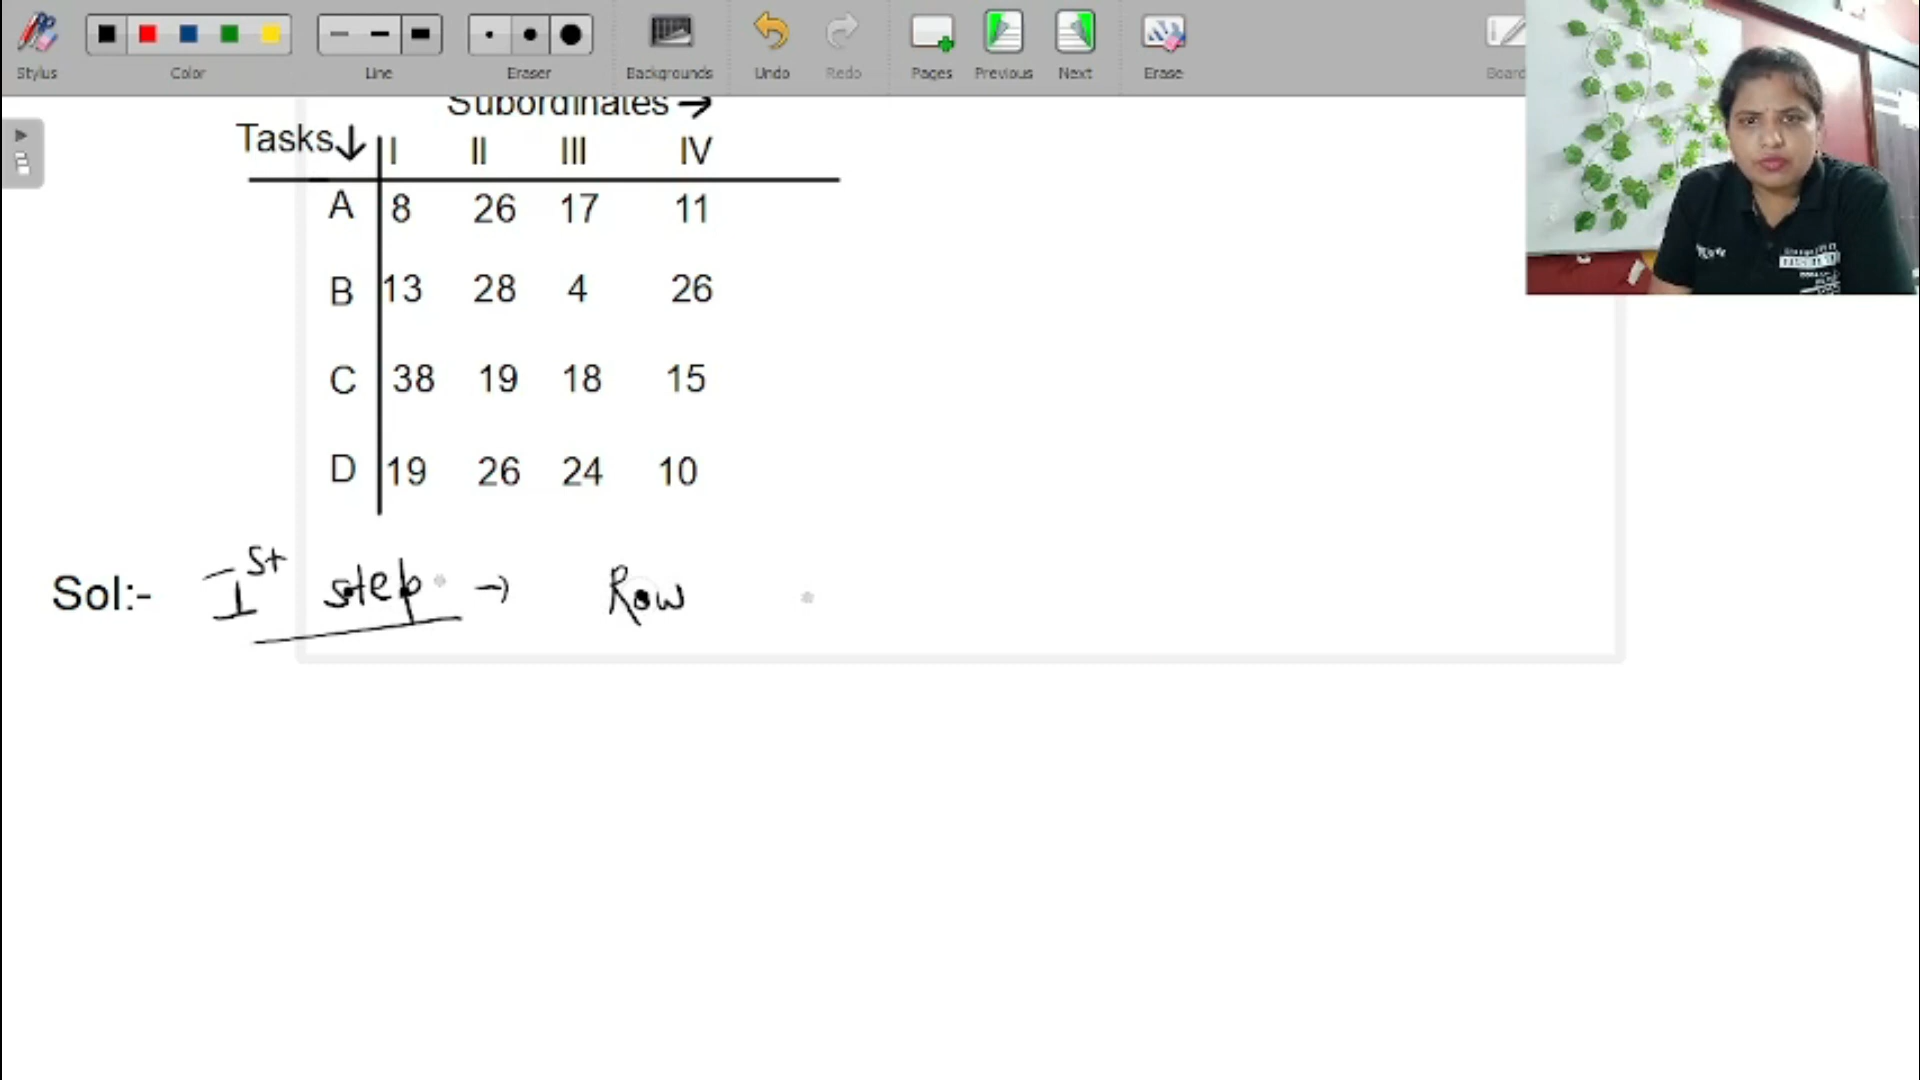 Stylus Color Line Eraser Backgrounds Undo Redo Pages Previous Next Erase Board
Subordinates →
Tasks↓ I II III IV
A 8 26 17 11
B 13 28 4 26
C 38 19 18 15
D 19 26 24 10
Sol:- Ist step → Row